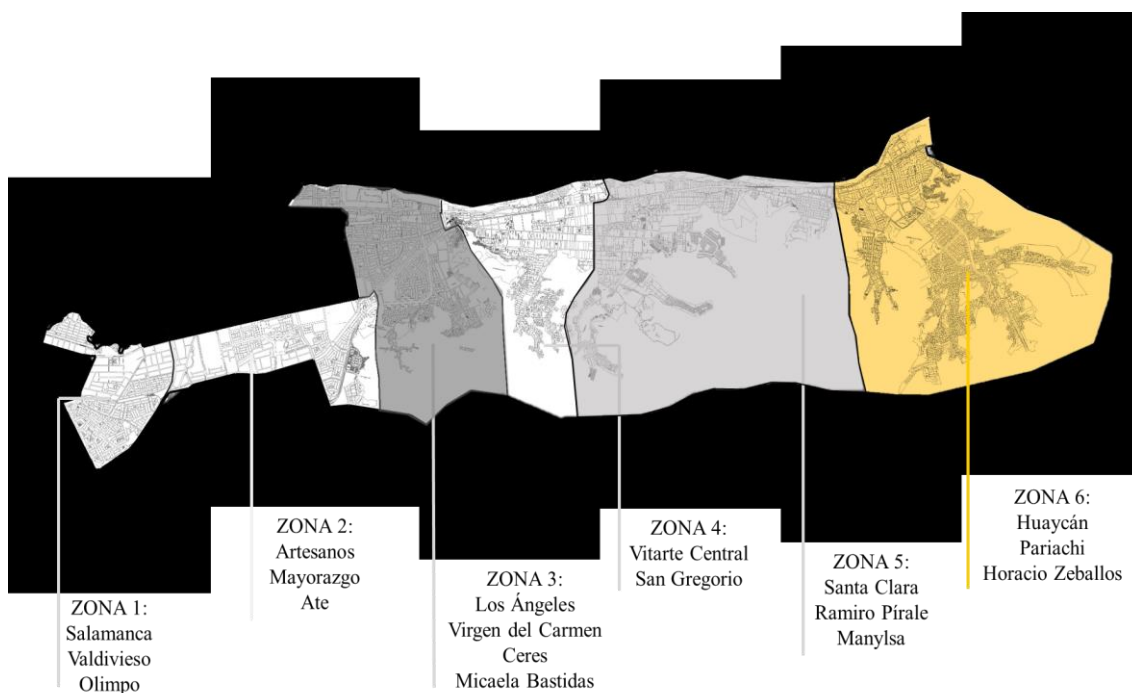 ZONA 1:
Salamanca
Valdivieso
Olimpo
ZONA 2:
Artesanos
Mayorazgo
Ate
ZONA 3:
Los Ángeles
Virgen del Carmen
Ceres
Micaela Bastidas
ZONA 4:
Vitarte Central
San Gregorio
ZONA 5:
Santa Clara
Ramiro Pírale
Manylsa
ZONA 6:
Huaycán
Pariachi
Horacio Zeballos